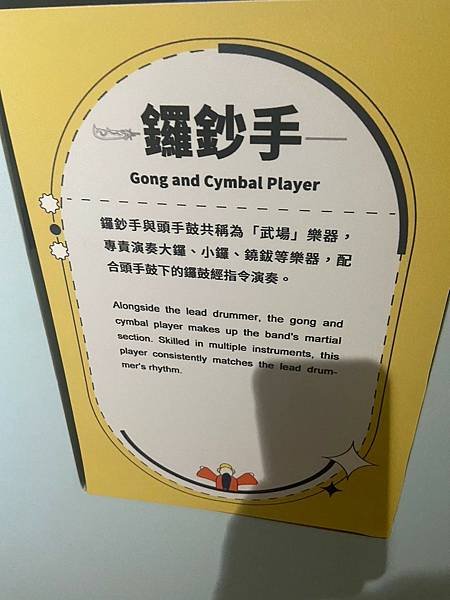 鑼鈔手
Gong and Cymbal Player
鑼鈔手與頭手鼓共稱為「武場」樂器，
專責演奏大鑼、小鑼、鐃鈸等樂器，配
合頭手鼓下的鑼鼓經指令演奏。
Alongside the lead drummer, the gong and
cymbal player makes up the band's martial
section. Skilled in multiple instruments, this
player consistently matches the lead drum-
mer's rhythm.